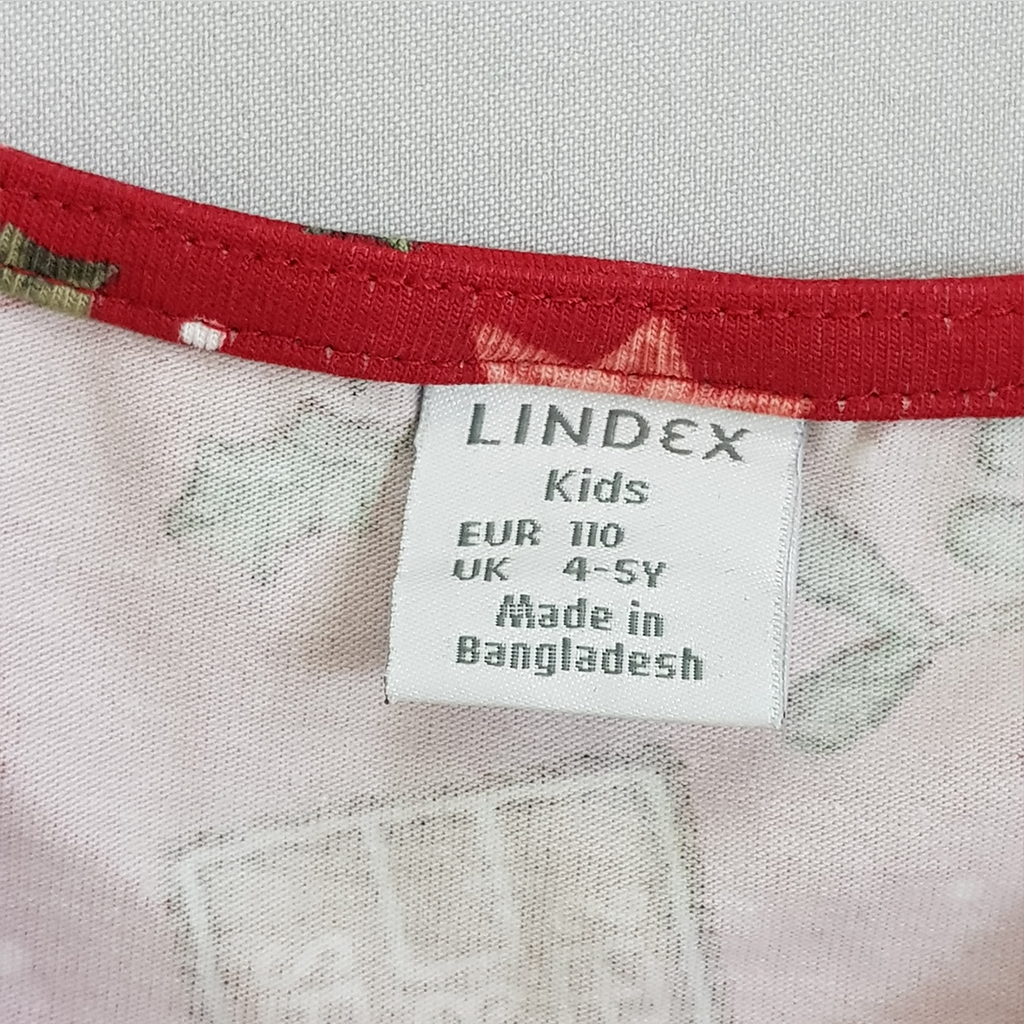 LINDEX
Kids
EUR 110
UK 4-5Y
Made in
Bangladesh